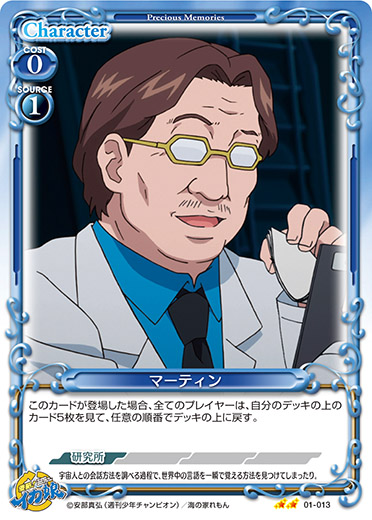 Precious Memories
Character
COST
0
SOURCE
1
マーティン
このカードが登場した場合、全てのプレイヤーは、自分のデッキの上の
カード5枚を見て、任意の順番でデッキの上に戻す。
研究所
宇宙人との会話方法を調べる過程で、世界中の言語を一瞬で覚える方法を見つけてしまったり。
侵略!?イカ娘
©安部真弘(週刊少年チャンピオン)/海の家れもん
01-013